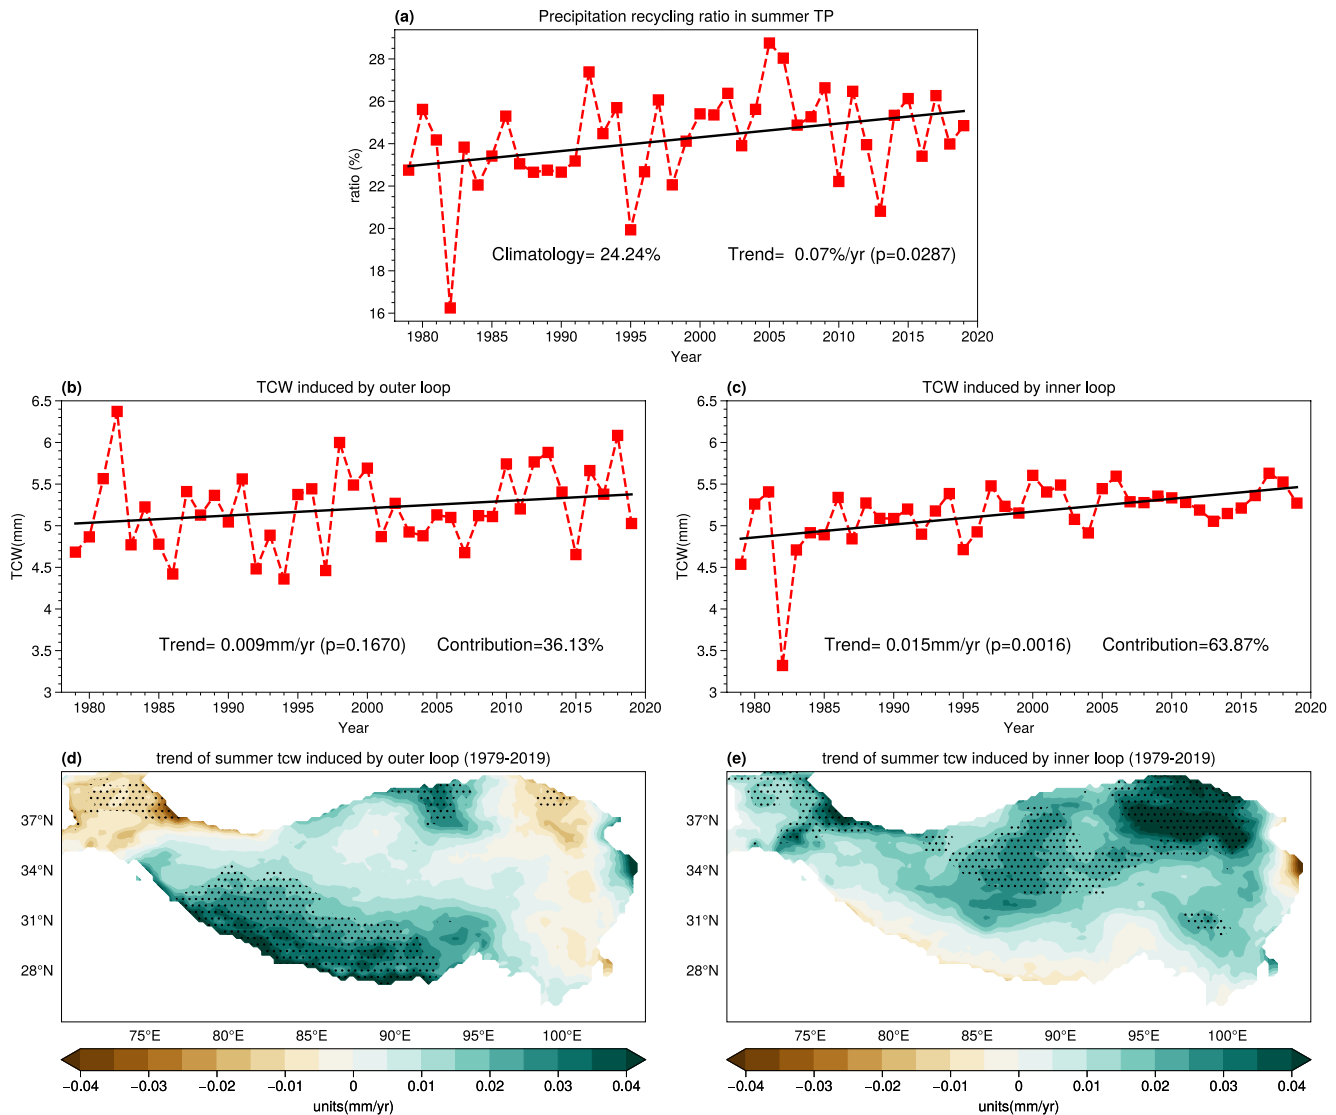 (a) Precipitation recycling ratio in summer TP
28
26
24
22
20
18
16
ratio (%)
Climatology= 24.24% Trend= 0.07%/yr (p=0.0287)
1980 1985 1990 1995 2000 2005 2010 2015 2020
Year
(b) TCW induced by outer loop
6.5
6
5.5
5
4.5
4
3.5
3
TCW(mm)
Trend= 0.009mm/yr (p=0.1670) Contribution=36.13%
1980 1985 1990 1995 2000 2005 2010 2015 2020
Year
(c) TCW induced by inner loop
6.5
6
5.5
5
4.5
4
3.5
3
TCW(mm)
Trend= 0.015mm/yr (p=0.0016) Contribution=63.87%
1980 1985 1990 1995 2000 2005 2010 2015 2020
Year
(d) trend of summer tcw induced by outer loop (1979-2019)
37°N
34°N
31°N
28°N
75°E 80°E 85°E 90°E 95°E 100°E
−0.04 −0.03 −0.02 −0.01 0 0.01 0.02 0.03 0.04
units(mm/yr)
(e) trend of summer tcw induced by inner loop (1979-2019)
37°N
34°N
31°N
28°N
75°E 80°E 85°E 90°E 95°E 100°E
−0.04 −0.03 −0.02 −0.01 0 0.01 0.02 0.03 0.04
units(mm/yr)